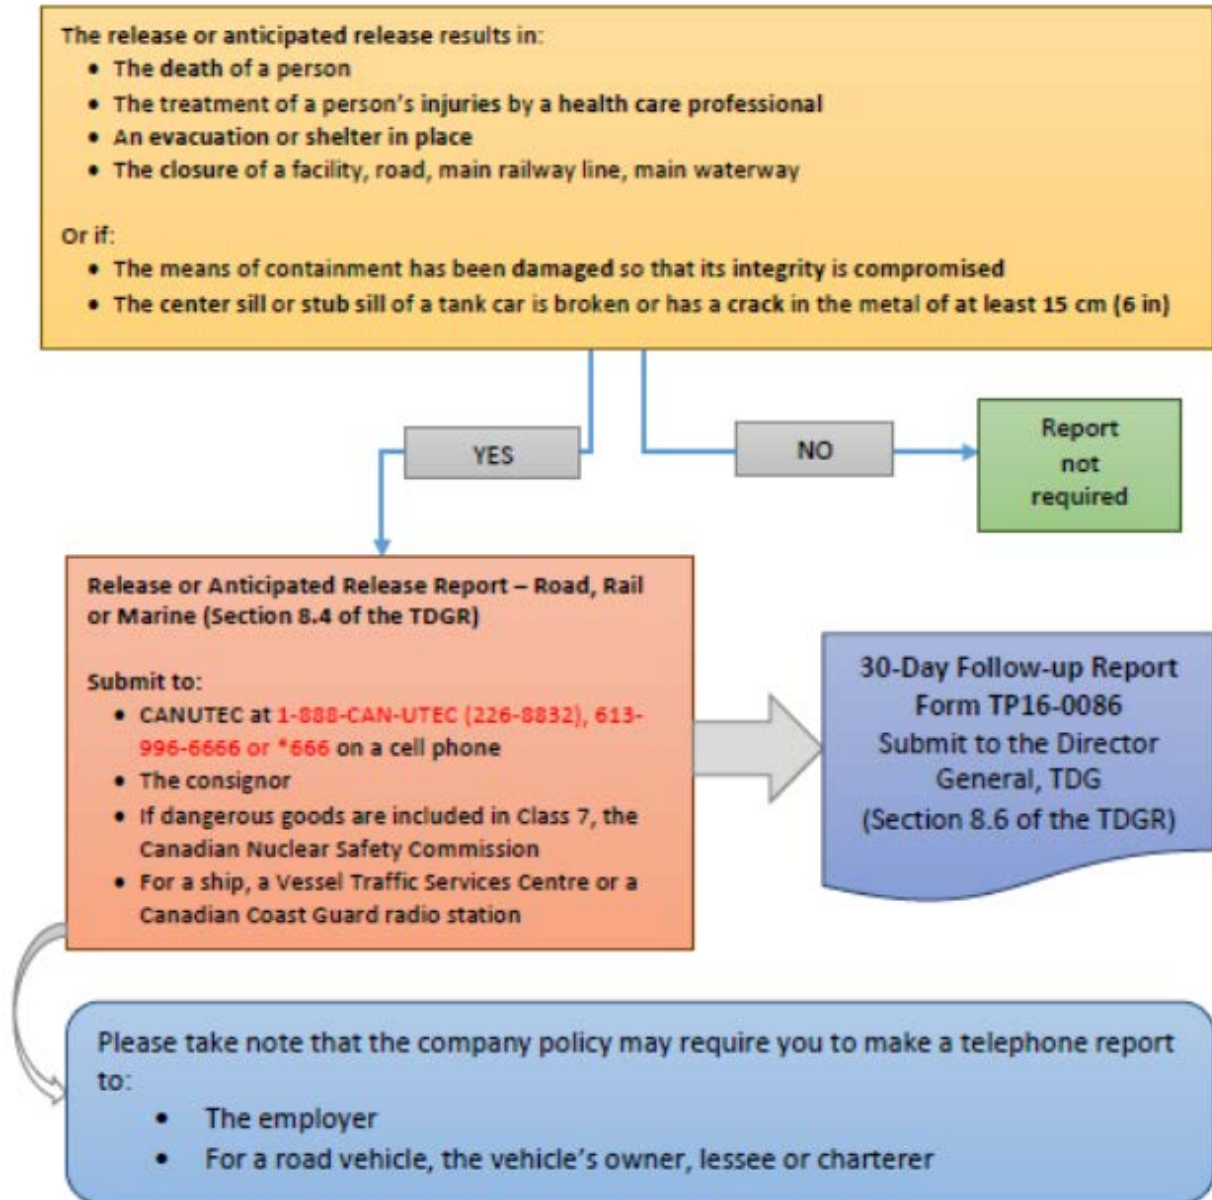 The release or anticipated release results in:
• The death of a person
• The treatment of a person's injuries by a health care professional
• An evacuation or shelter in place
• The closure of a facility, road, main railway line, main waterway
Or if:
• The means of containment has been damaged so that its integrity is compromised
• The center sill or stub sill of a tank car is broken or has a crack in the metal of at least 15 cm (6 in)
YES
NO
Report
not
required
Release or Anticipated Release Report – Road, Rail
or Marine (Section 8.4 of the TDGR)
Submit to:
• CANUTEC at 1-888-CAN-UTEC (226-8832), 613-
996-6666 or *666 on a cell phone
• The consignor
• If dangerous goods are included in Class 7, the
Canadian Nuclear Safety Commission
• For a ship, a Vessel Traffic Services Centre or a
Canadian Coast Guard radio station
30-Day Follow-up Report
Form TP16-0086
Submit to the Director
General, TDG
(Section 8.6 of the TDGR)
Please take note that the company policy may require you to make a telephone report
to:
• The employer
• For a road vehicle, the vehicle's owner, lessee or charterer